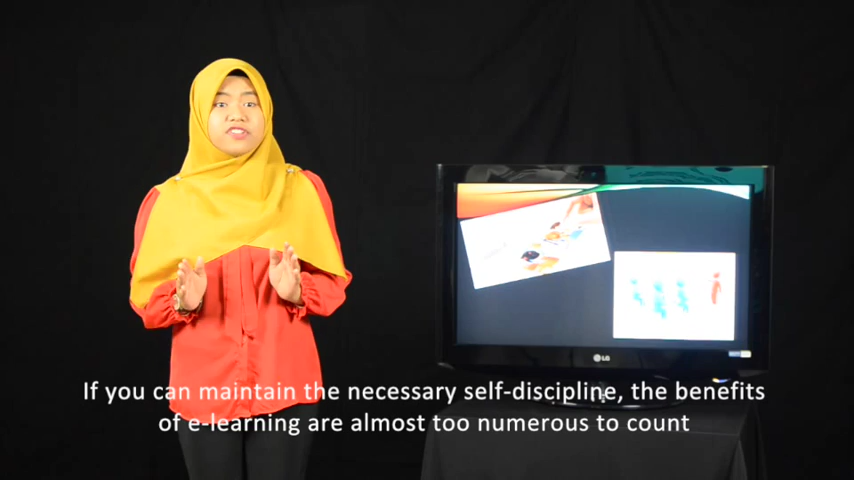 LG
If you can maintain the necessary self-discipline, the benefits
of e-learning are almost too numerous to count